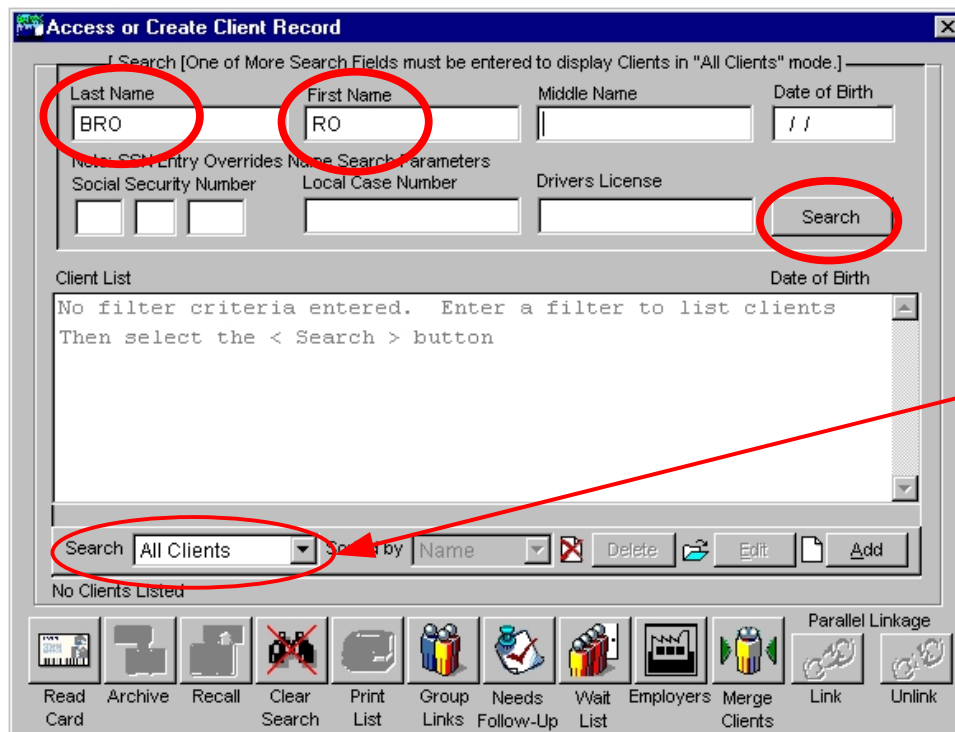 Access or Create Client Record
[ Search [One of More Search Fields must be entered to display Clients in "All Clients" mode.]
Last Name First Name Middle Name Date of Birth
BRO RO / /
Note: SSN Entry Overrides Name Search Parameters
Social Security Number Local Case Number Drivers License
Search
Client List Date of Birth
No filter criteria entered. Enter a filter to list clients
Then select the < Search > button
Search All Clients Sorted by Name Delete Edit Add
No Clients Listed
Parallel Linkage
Read Card Archive Recall Clear Search Print List Group Links Needs Follow-Up Wait List Employers Merge Clients Link Unlink